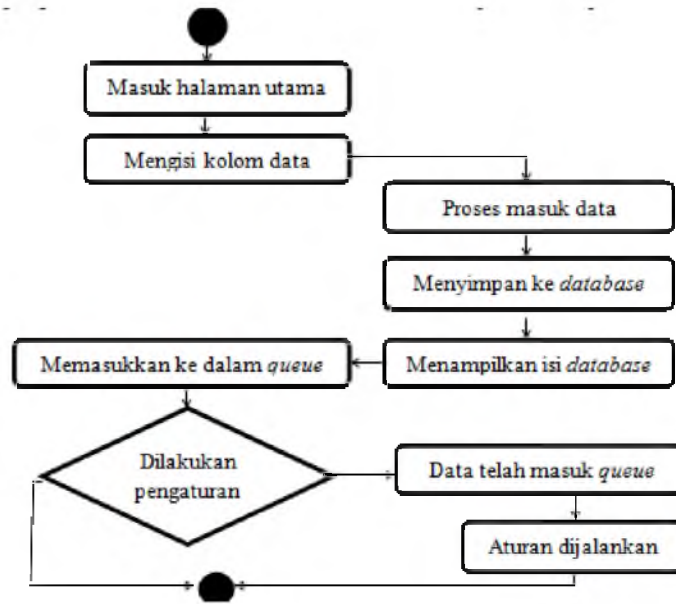 Masuk halaman utama
Mengisi kolom data
Proses masuk data
Menyimpan ke database
Memasukkan ke dalam queue
Menampilkan isi database
Dilakukan
pengaturan
Data telah masuk queue
Aturan dijalankan